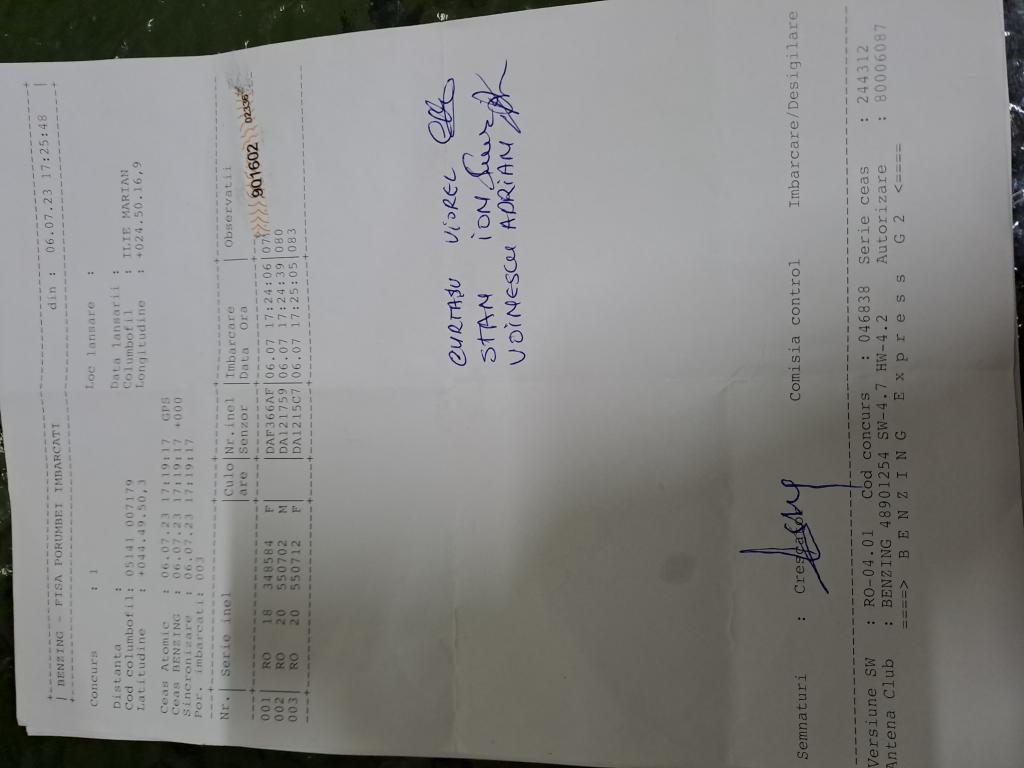 BENZING - FISA PORUMBEI IMBARCATI din : 06.07.23 17:25:48
Concurs : 1 Loc lansare :
Distanta : Data lansarii :
Cod columbofil: 05141 007179 Columbofil : ILIE MARIAN
Latitudine : +044.49.50,3 Longitudine : +024.50.16,9
Ceas Atomic : 06.07.23 17:19:17 GPS
Ceas BENZING : 06.07.23 17:19:17 +000
Sincronizare : 06.07.23 17:19:17
Por. imbarcati: 003
Nr. | Serie inel | Culo | Nr.inel | Imbarcare | Observatii
are | Senzor | Data Ora
001 | RO 18 348584 F | DAF366AF | 06.07 17:24:06
002 | RO 20 550702 M | DA121759 | 06.07 17:24:39 | 080
003 | RO 20 550712 F | DA1215C7 | 06.07 17:25:05 | 083
901602
CURTASU VIOREL
STAN ION
VOINESCU ADRIAN
Semnaturi : Crescator Comisia control Imbarcare/Desigilare
Versiune SW : RO-04.01 Cod concurs : 046838 Serie ceas : 244312
Antena Club : BENZING 48901254 SW-4.7 HW-4.2 Autorizare : 80006087
====> B E N Z I N G E x p r e s s G 2 <====